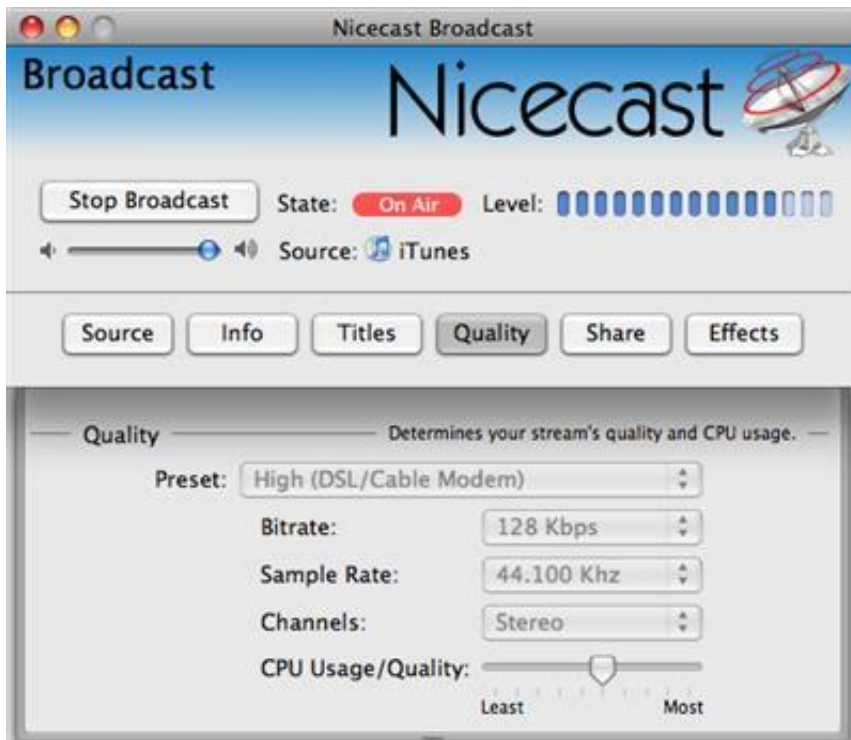 Nicecast Broadcast
Broadcast
Nicecast
Stop Broadcast State: On Air Level:
Source: iTunes
Source Info Titles Quality Share Effects
Quality Determines your stream's quality and CPU usage.
Preset: High (DSL/Cable Modem)
Bitrate: 128 Kbps
Sample Rate: 44.100 Khz
Channels: Stereo
CPU Usage/Quality:
Least Most